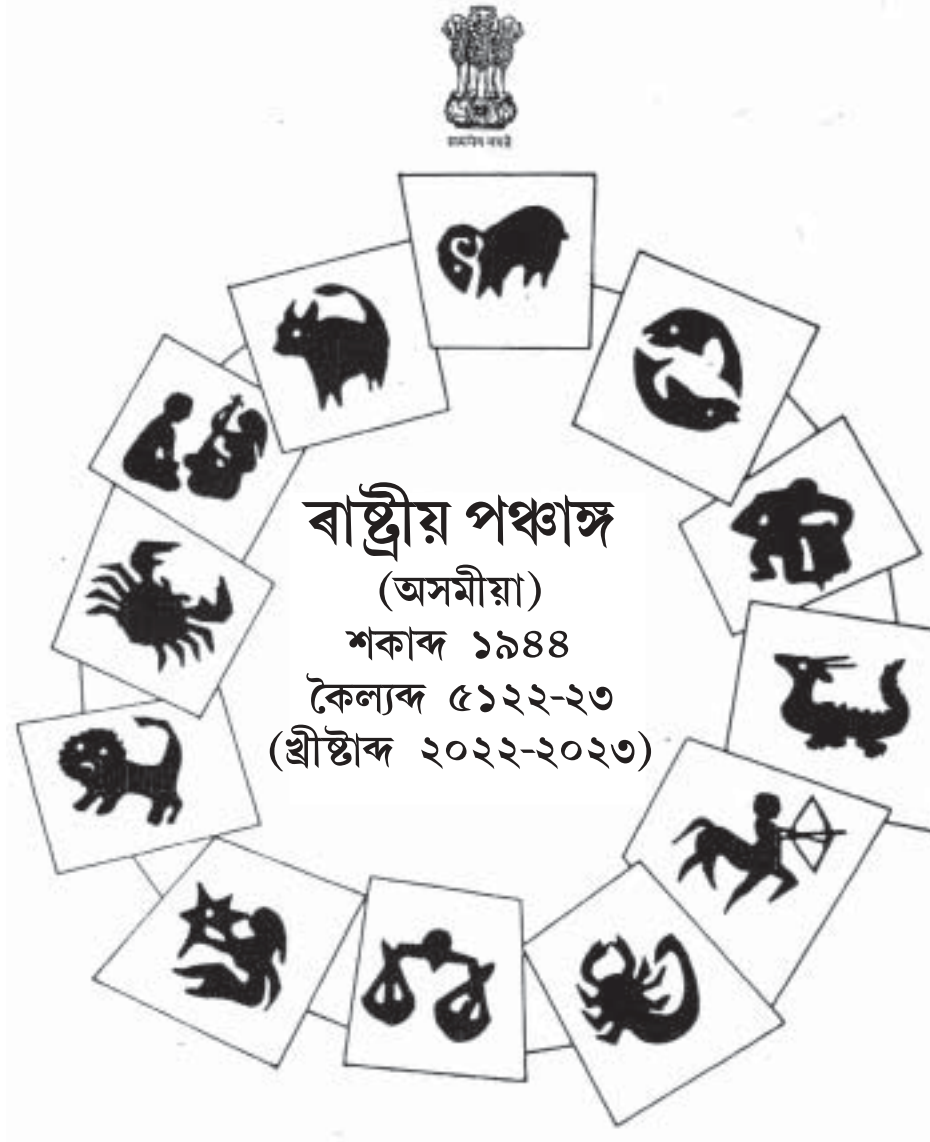 ৰাষ্ট্ৰীয় পঞ্চাঙ্গ
(অসমীয়া)
শকাব্দ ১৯৪৪
কৈল্যব্দ ৫১২২-২৩
(খ্ৰীষ্টাব্দ ২০২২-২০২৩)